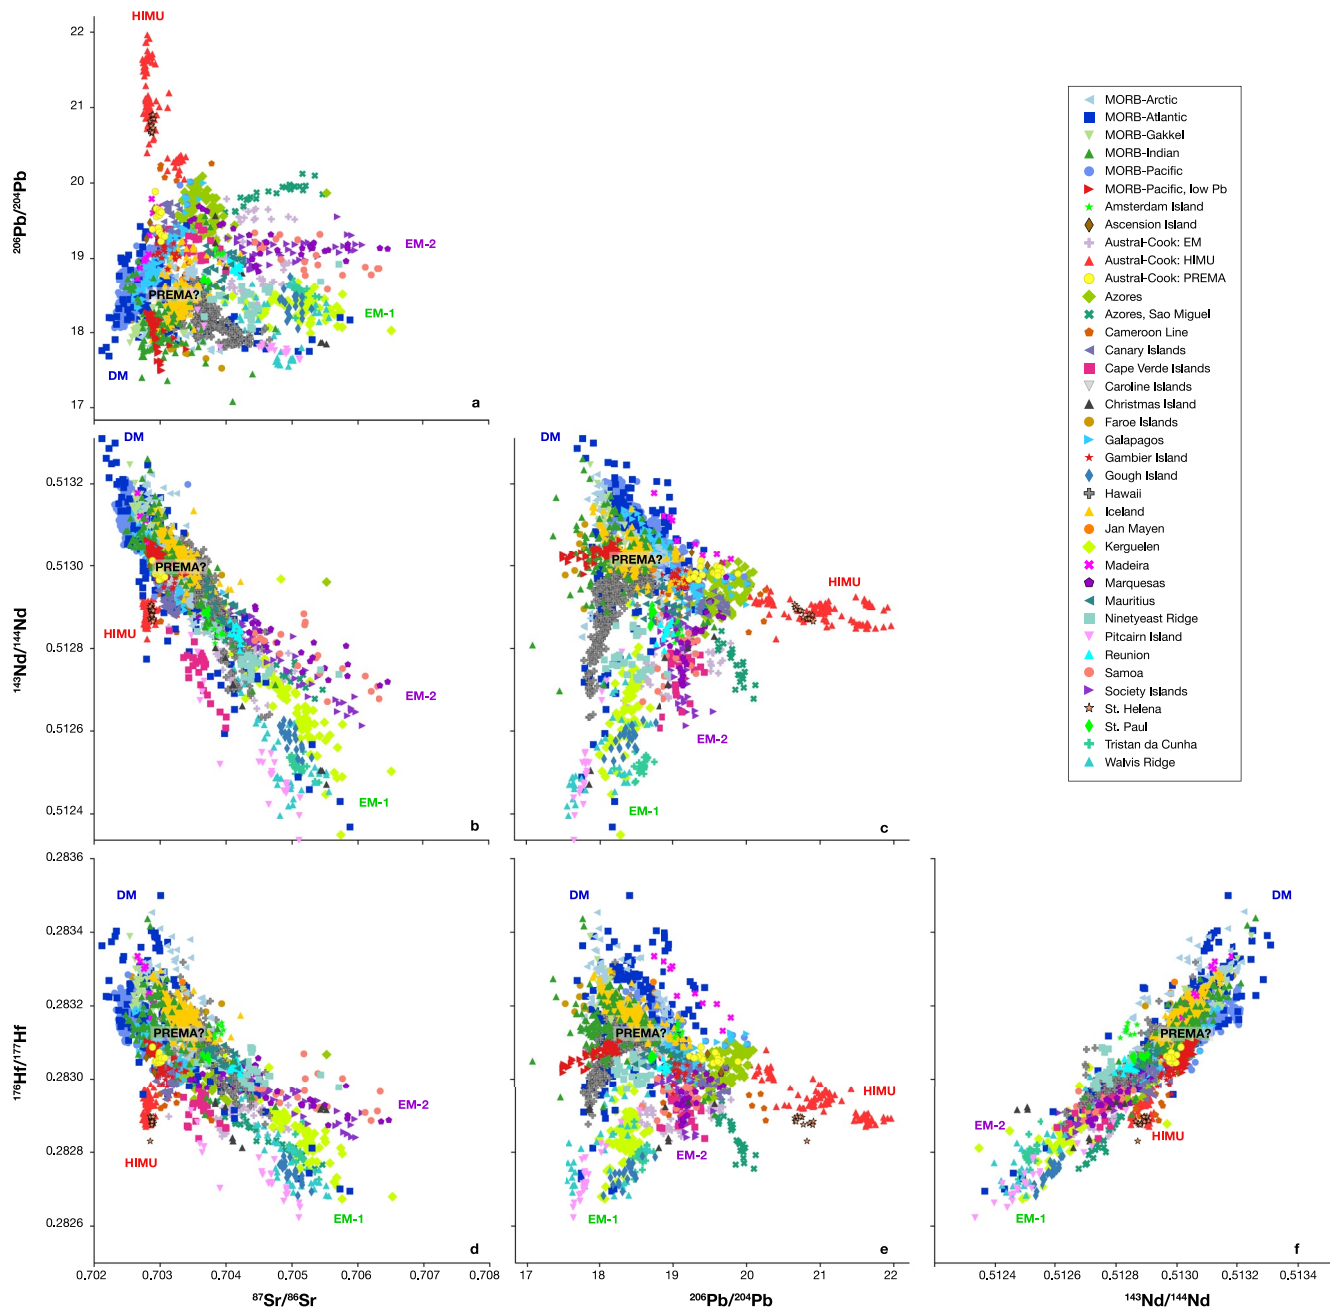 HIMU
22
21
20
19
18
17
206Pb/204Pb
EM-2
PREMA?
EM-1
DM
a
MORB-Arctic
MORB-Atlantic
MORB-Gakkel
MORB-Indian
MORB-Pacific
MORB-Pacific, low Pb
Amsterdam Island
Ascension Island
Austral-Cook: EM
Austral-Cook: HIMU
Austral-Cook: PREMA
Azores
Azores, Sao Miguel
Cameroon Line
Canary Islands
Cape Verde Islands
Caroline Islands
Christmas Island
Faroe Islands
Galapagos
Gambier Island
Gough Island
Hawaii
Iceland
Jan Mayen
Kerguelen
Madeira
Marquesas
Mauritius
Ninetyeast Ridge
Pitcairn Island
Reunion
Samoa
Society Islands
St. Helena
St. Paul
Tristan da Cunha
Walvis Ridge
DM
0.5132
0.5130
0.5128
0.5126
0.5124
143Nd/144Nd
PREMA?
HIMU
EM-2
EM-1
b
DM
PREMA?
HIMU
EM-2
EM-1
c
0.2836
0.2834
0.2832
0.2830
0.2828
0.2826
176Hf/177Hf
DM
PREMA?
EM-2
HIMU
EM-1
d
0.702
0.703
0.704
0.705
0.706
0.707
0.708
87Sr/86Sr
DM
PREMA?
HIMU
EM-2
EM-1
e
17
18
19
20
21
22
206Pb/204Pb
DM
PREMA?
EM-2
HIMU
EM-1
f
0.5124
0.5126
0.5128
0.5130
0.5132
0.5134
143Nd/144Nd